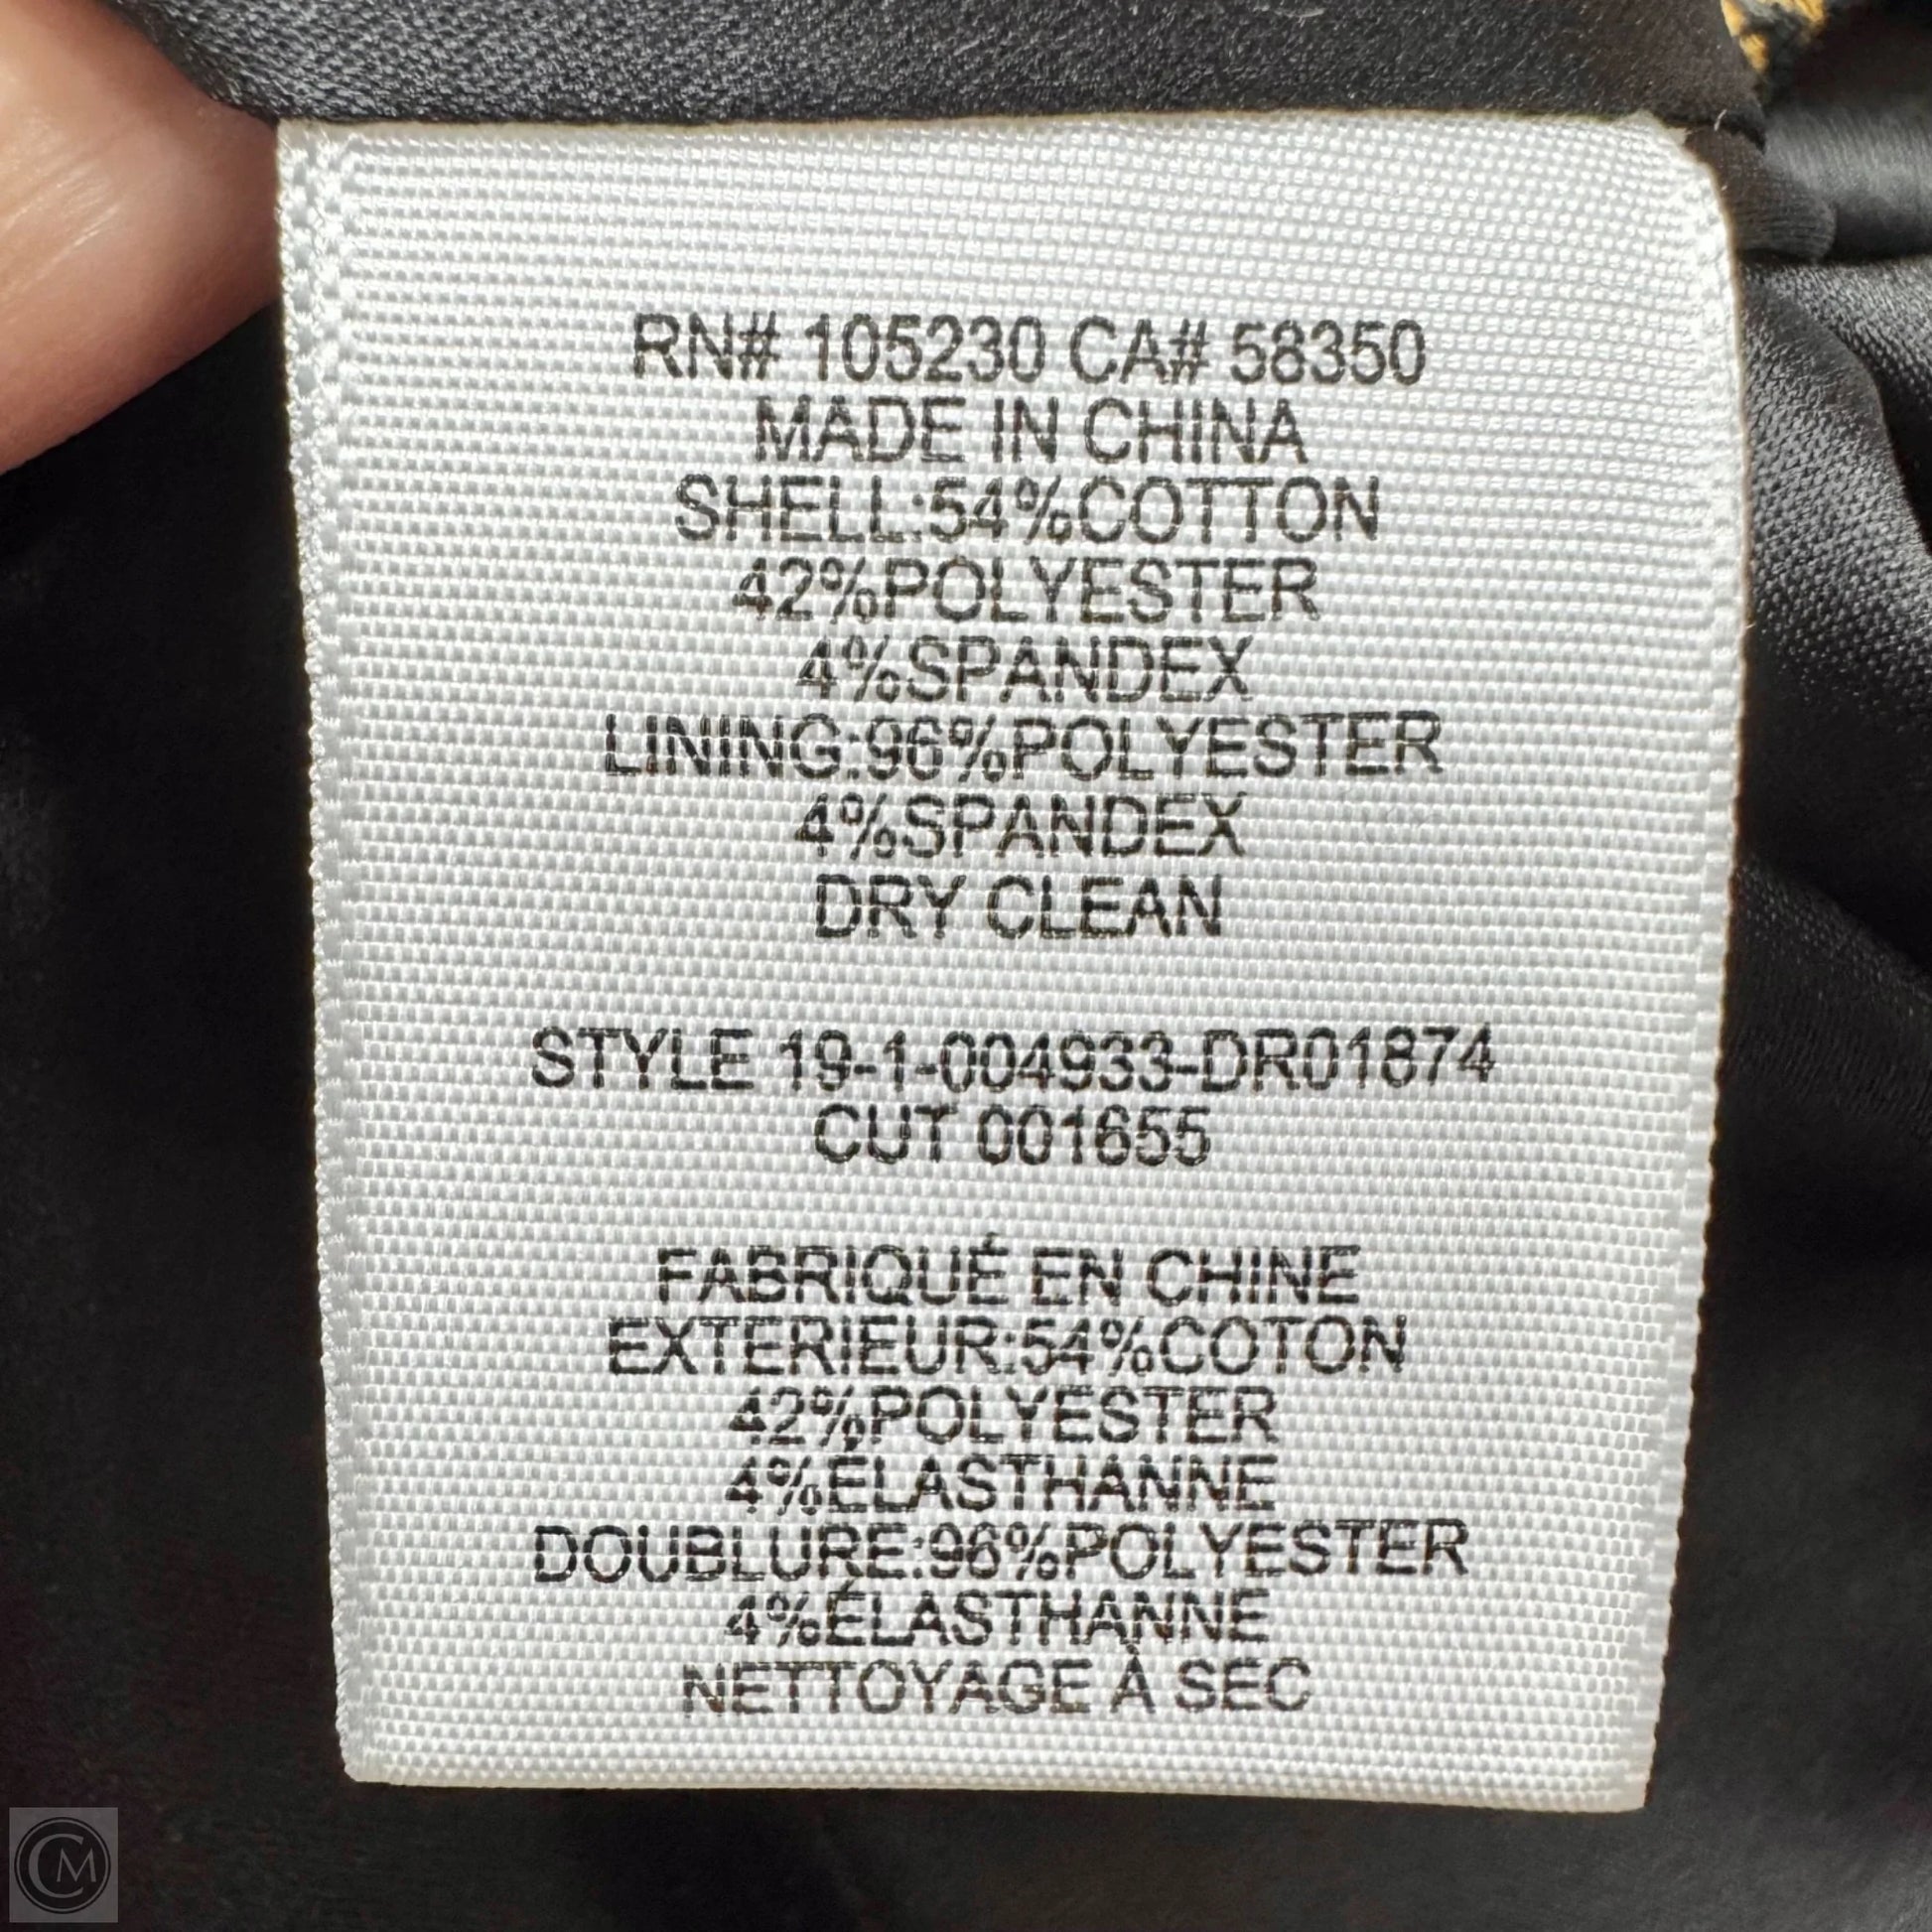 RN# 105230 CA# 58350
MADE IN CHINA
SHELL:54%COTTON
42%POLYESTER
4%SPANDEX
LINING:96%POLYESTER
4%SPANDEX
DRY CLEAN
STYLE 19-1-004933-DR01874
CUT 001655
FABRIQUÉ EN CHINE
EXTERIEUR:54%COTON
42%POLYESTER
4%ÉLASTHANNE
DOUBLURE:96%POLYESTER
4%ÉLASTHANNE
NETTOYAGE À SEC
CM